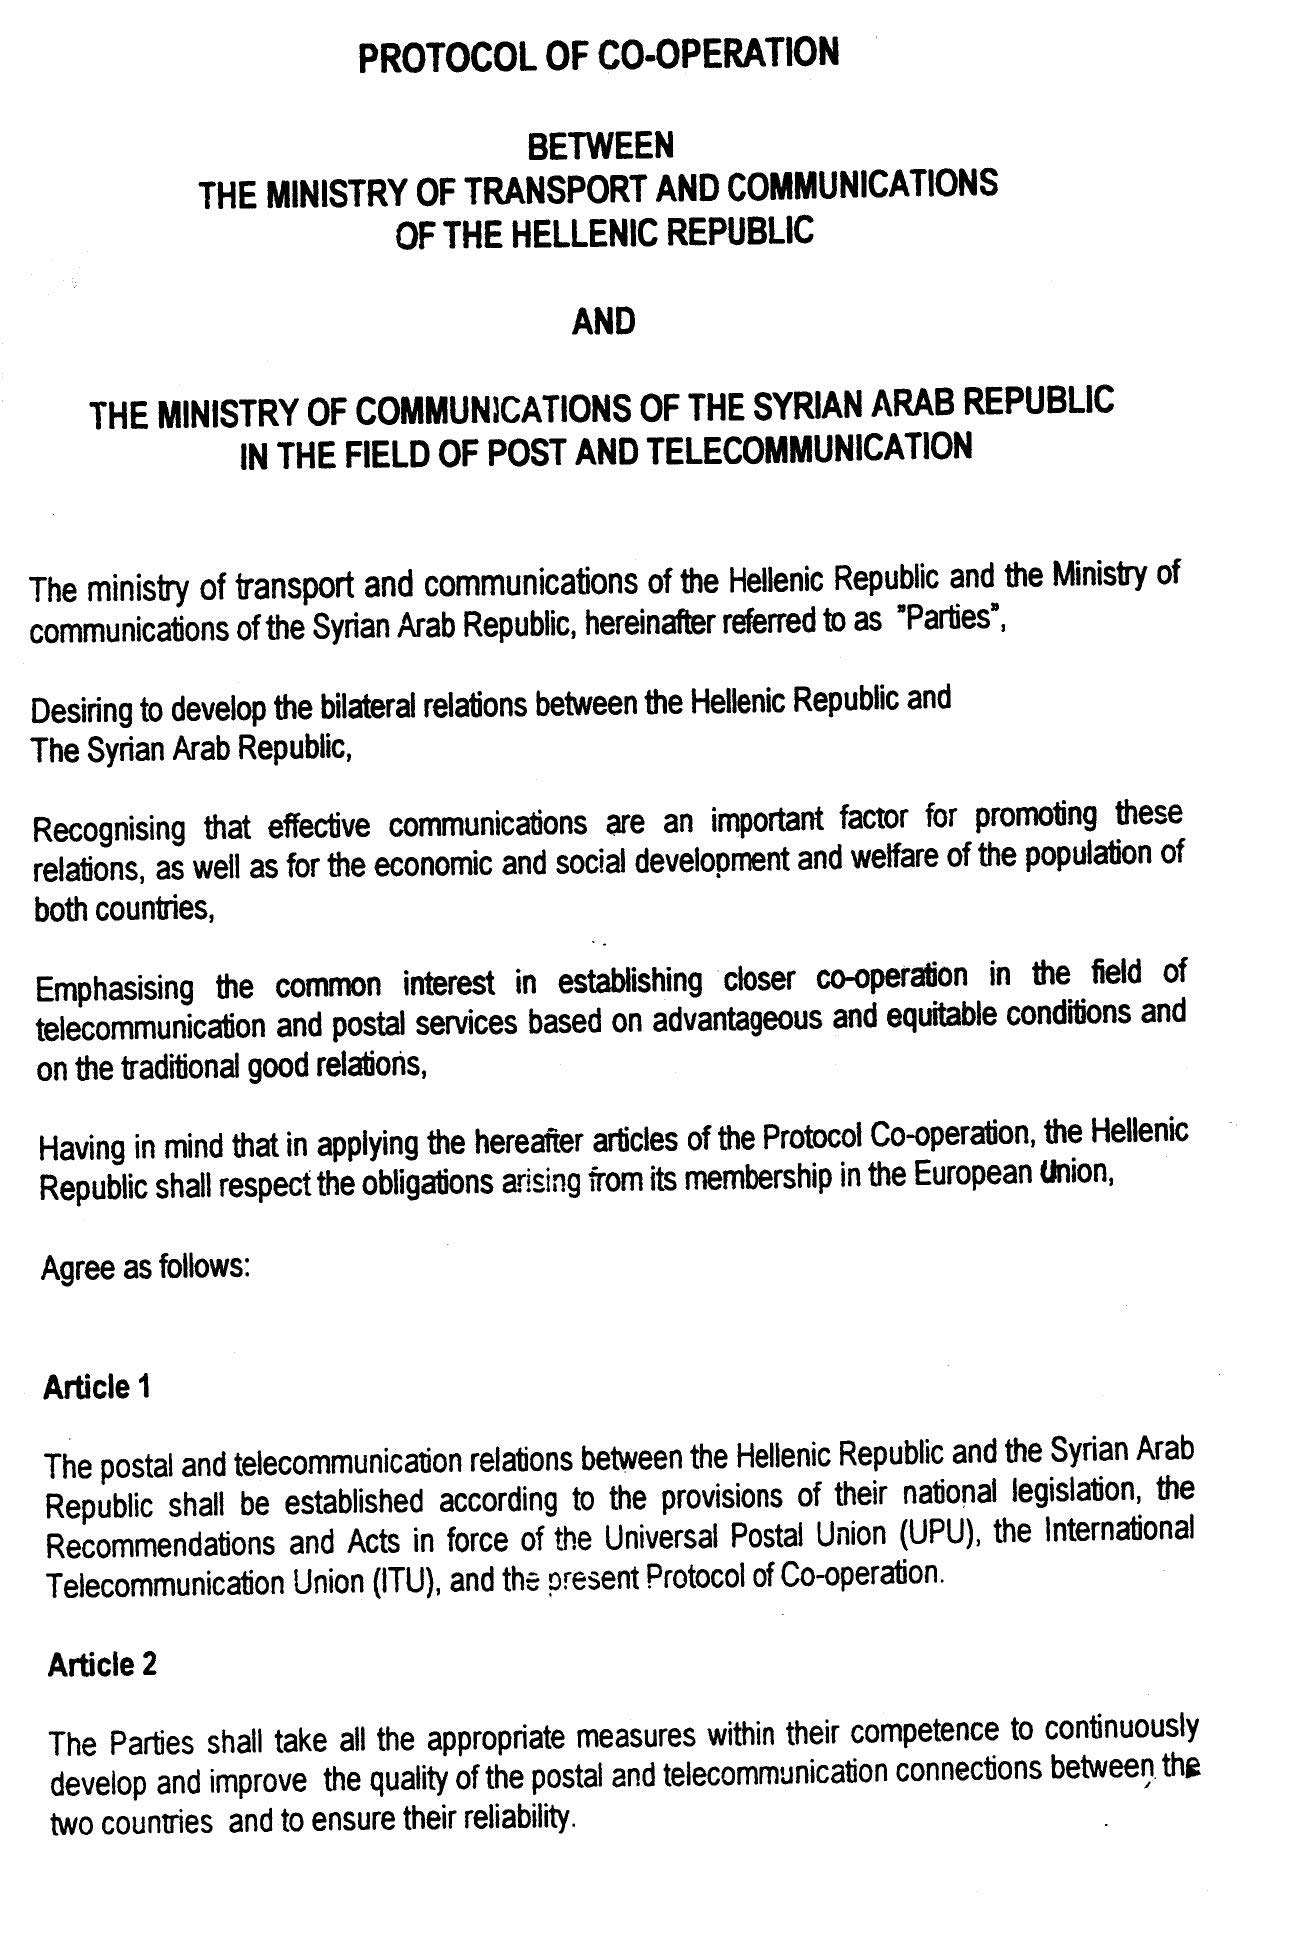 PROTOCOL OF CO-OPERATION
BETWEEN
THE MINISTRY OF TRANSPORT AND COMMUNICATIONS
OF THE HELLENIC REPUBLIC
AND
THE MINISTRY OF COMMUNICATIONS OF THE SYRIAN ARAB REPUBLIC
IN THE FIELD OF POST AND TELECOMMUNICATION
The ministry of transport and communications of the Hellenic Republic and the Ministry of
communications of the Syrian Arab Republic, hereinafter referred to as "Parties",
Desiring to develop the bilateral relations between the Hellenic Republic and
The Syrian Arab Republic,
Recognising that effective communications are an important factor for promoting these
relations, as well as for the economic and social development and welfare of the population of
both countries,
Emphasising the common interest in establishing closer co-operation in the field of
telecommunication and postal services based on advantageous and equitable conditions and
on the traditional good relations,
Having in mind that in applying the hereafter articles of the Protocol Co-operation, the Hellenic
Republic shall respect the obligations arising from its membership in the European Union,
Agree as follows:
Article 1
The postal and telecommunication relations between the Hellenic Republic and the Syrian Arab
Republic shall be established according to the provisions of their national legislation, the
Recommendations and Acts in force of the Universal Postal Union (UPU), the International
Telecommunication Union (ITU), and the present Protocol of Co-operation.
Article 2
The Parties shall take all the appropriate measures within their competence to continuously
develop and improve the quality of the postal and telecommunication connections between the
two countries and to ensure their reliability.